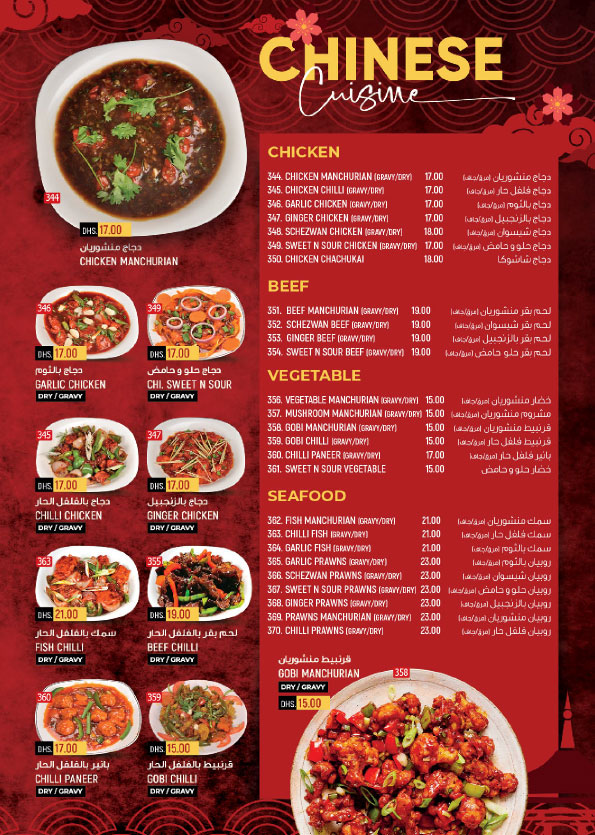 CHINESE
Cuisine
344
DHS. 17.00
دجاج منشوريان
CHICKEN MANCHURIAN
346
DHS. 17.00
دجاج بالثوم
GARLIC CHICKEN
DRY / GRAVY
349
DHS. 17.00
دجاج حلو و حامض
CHI. SWEET N SOUR
345
DHS. 17.00
دجاج بالفلفل الحار
CHILLI CHICKEN
DRY / GRAVY
347
DHS. 17.00
دجاج بالزنجبيل
GINGER CHICKEN
DRY / GRAVY
363
DHS. 21.00
سمك بالفلفل الحار
FISH CHILLI
DRY / GRAVY
355
DHS. 19.00
لحم بقر بالفلفل الحار
BEEF CHILLI
DRY / GRAVY
360
DHS. 17.00
بانير بالفلفل الحار
CHILLI PANEER
DRY / GRAVY
359
DHS. 15.00
قرنبيط بالفلفل الحار
GOBI CHILLI
DRY / GRAVY
CHICKEN
344. CHICKEN MANCHURIAN (GRAVY/DRY) 17.00 دجاج منشوريان (مرق/جاف)
345. CHICKEN CHILLI (GRAVY/DRY) 17.00 دجاج فلفل حار (مرق/جاف)
346. GARLIC CHICKEN (GRAVY/DRY) 17.00 دجاج بالثوم (مرق/جاف)
347. GINGER CHICKEN (GRAVY/DRY) 17.00 دجاج بالزنجبيل (مرق/جاف)
348. SCHEZWAN CHICKEN (GRAVY/DRY) 18.00 دجاج شيسوان (مرق/جاف)
349. SWEET N SOUR CHICKEN (GRAVY/DRY) 17.00 دجاج حلو و حامض (مرق/جاف)
350. CHICKEN CHACHUKAI 18.00 دجاج شاشوكا
BEEF
351. BEEF MANCHURIAN (GRAVY/DRY) 19.00 لحم بقر منشوريان (مرق/جاف)
352. SCHEZWAN BEEF (GRAVY/DRY) 19.00 لحم بقر شيسوان (مرق/جاف)
353. GINGER BEEF (GRAVY/DRY) 19.00 لحم بقر بالزنجبيل (مرق/جاف)
354. SWEET N SOUR BEEF (GRAVY/DRY) 19.00 لحم بقر حلو حامض (مرق/جاف)
VEGETABLE
356. VEGETABLE MANCHURIAN (GRAVY/DRY) 15.00 خضار منشوريان (مرق/جاف)
357. MUSHROOM MANCHURIAN (GRAVY/DRY) 15.00 مشروم منشوريان (مرق/جاف)
358. GOBI MANCHURIAN (GRAVY/DRY) 15.00 قرنبيط منشوريان (مرق/جاف)
359. GOBI CHILLI (GRAVY/DRY) 15.00 قرنبيط فلفل حار (مرق/جاف)
360. CHILLI PANEER (GRAVY/DRY) 17.00 بانير فلفل حار (مرق/جاف)
361. SWEET N SOUR VEGETABLE 15.00 خضار حلو و حامض
SEAFOOD
362. FISH MANCHURIAN (GRAVY/DRY) 21.00 سمك منشوريان (مرق/جاف)
363. CHILLI FISH (GRAVY/DRY) 21.00 سمك فلفل حار (مرق/جاف)
364. GARLIC FISH (GRAVY/DRY) 21.00 سمك بالثوم (مرق/جاف)
365. GARLIC PRAWNS (GRAVY/DRY) 23.00 روبيان بالثوم (مرق/جاف)
366. SCHEZWAN PRAWNS (GRAVY/DRY) 23.00 روبيان شيسوان (مرق/جاف)
367. SWEET N SOUR PRAWNS (GRAVY/DRY) 23.00 روبيان حلو و حامض (مرق/جاف)
368. GINGER PRAWNS (GRAVY/DRY) 23.00 روبيان بالزنجبيل (مرق/جاف)
369. PRAWNS MANCHURIAN (GRAVY/DRY) 23.00 روبيان منشوريان (مرق/جاف)
370. CHILLI PRAWNS (GRAVY/DRY) 23.00 روبيان فلفل حار (مرق/جاف)
قرنبيط منشوريان
GOBI MANCHURIAN
DRY / GRAVY
DHS. 15.00
358